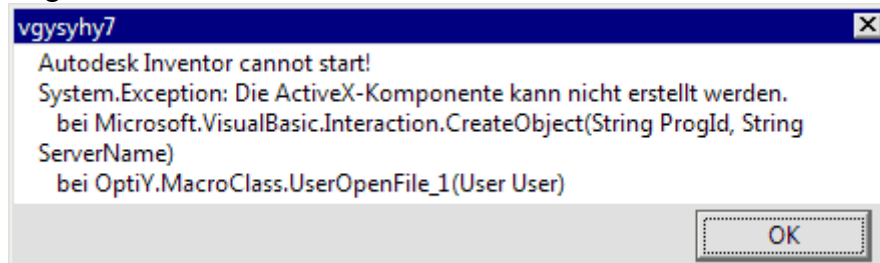 vgysyhy7
Autodesk Inventor cannot start!
System.Exception: Die ActiveX-Komponente kann nicht erstellt werden.
bei Microsoft.VisualBasic.Interaction.CreateObject(String ProgId, String
ServerName)
bei OptiY.MacroClass.UserOpenFile_1(User User)
OK